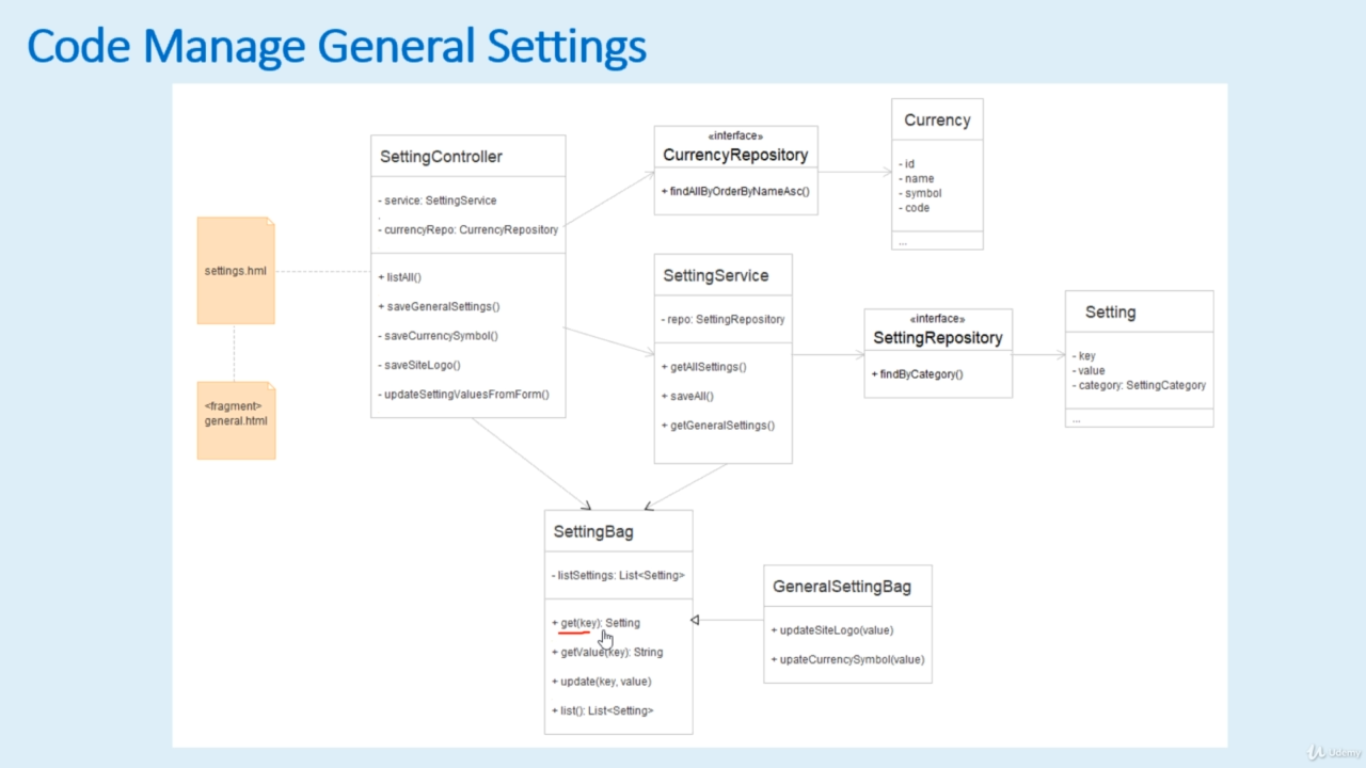 Code Manage General Settings
SettingController
- service: SettingService
- currencyRepo: CurrencyRepository
+ listAll()
+ saveGeneralSettings()
- saveCurrencySymbol()
- saveSiteLogo()
- updateSettingValuesFromForm()
settings.hml
<fragment>
general.html
«interface»
CurrencyRepository
+ findAllByOrderByNameAsc()
Currency
- id
- name
- symbol
- code
...
SettingService
- repo: SettingRepository
+ getAllSettings()
+ saveAll()
+ getGeneralSettings()
«interface»
SettingRepository
+ findByCategory()
Setting
- key
- value
- category: SettingCategory
...
SettingBag
- listSettings: List<Setting>
+ get(key): Setting
+ getValue(key): String
+ update(key, value)
+ list(): List<Setting>
GeneralSettingBag
+ updateSiteLogo(value)
+ upateCurrencySymbol(value)
Udemy